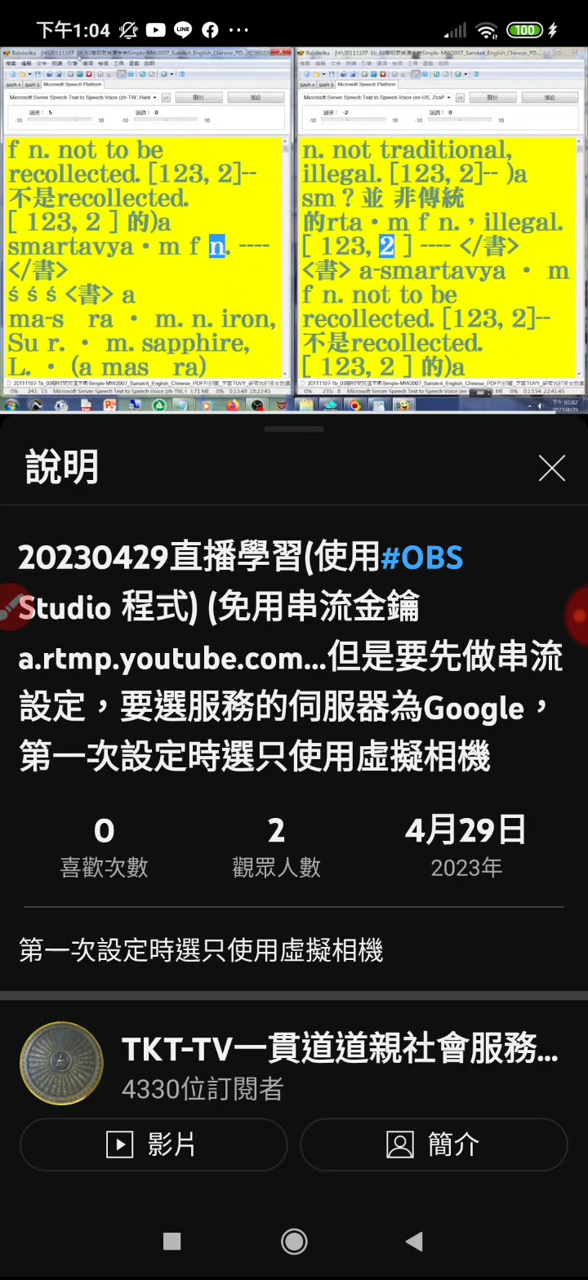 下午1:04 ... 100
f n. not to be
recollected. [123, 2]--
不是recollected.
[ 123, 2 ] 的)a
smartavya·m f n. ----
</書>
ś ś ś <書> a
ma-s ra · m. n. iron,
Su r. · m. sapphire,
L. · (a mas ra)
n. not traditional,
illegal. [123, 2]-- )a
sm？並 非傳統
的rta·m f n.，illegal.
[ 123, 2 ] ---- </書>
<書> a-smartavya · m
f n. not to be
recollected. [123, 2]--
不是recollected.
[ 123, 2 ] 的)a
說明
20230429直播學習(使用#OBS
Studio 程式) (免用串流金鑰
a.rtmp.youtube.com...但是要先做串流
設定，要選服務的伺服器為Google，
第一次設定時選只使用虛擬相機
0 2 4月29日
喜歡次數 觀眾人數 2023年
第一次設定時選只使用虛擬相機
TKT-TV一貫道道親社會服務...
4330位訂閱者
影片 簡介